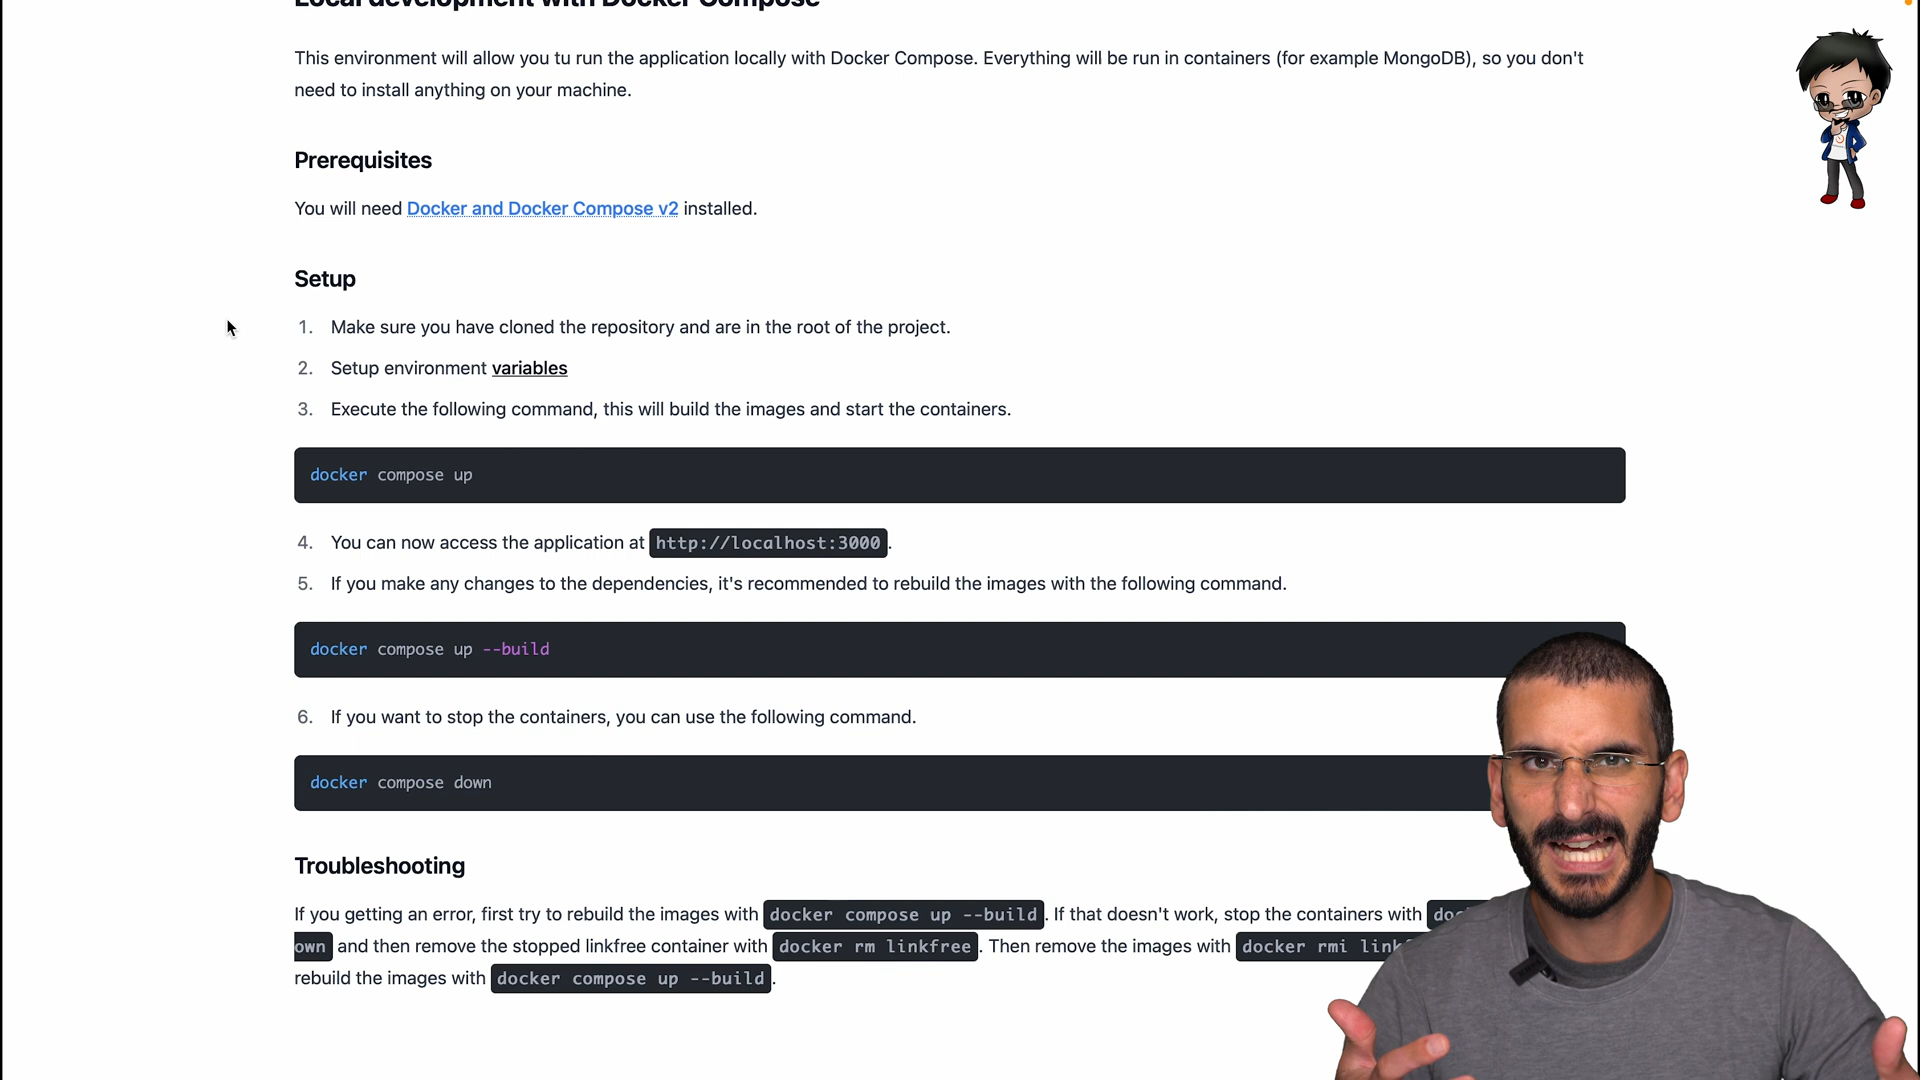 Local development with Docker Compose
This environment will allow you tu run the application locally with Docker Compose. Everything will be run in containers (for example MongoDB), so you don't
need to install anything on your machine.
Prerequisites
You will need Docker and Docker Compose v2 installed.
Setup
1. Make sure you have cloned the repository and are in the root of the project.
2. Setup environment variables
3. Execute the following command, this will build the images and start the containers.
docker compose up
4. You can now access the application at http://localhost:3000.
5. If you make any changes to the dependencies, it's recommended to rebuild the images with the following command.
docker compose up --build
6. If you want to stop the containers, you can use the following command.
docker compose down
Troubleshooting
If you getting an error, first try to rebuild the images with docker compose up --build. If that doesn't work, stop the containers with
own and then remove the stopped linkfree container with docker rm linkfree. Then remove the images with docker rmi
rebuild the images with docker compose up --build.